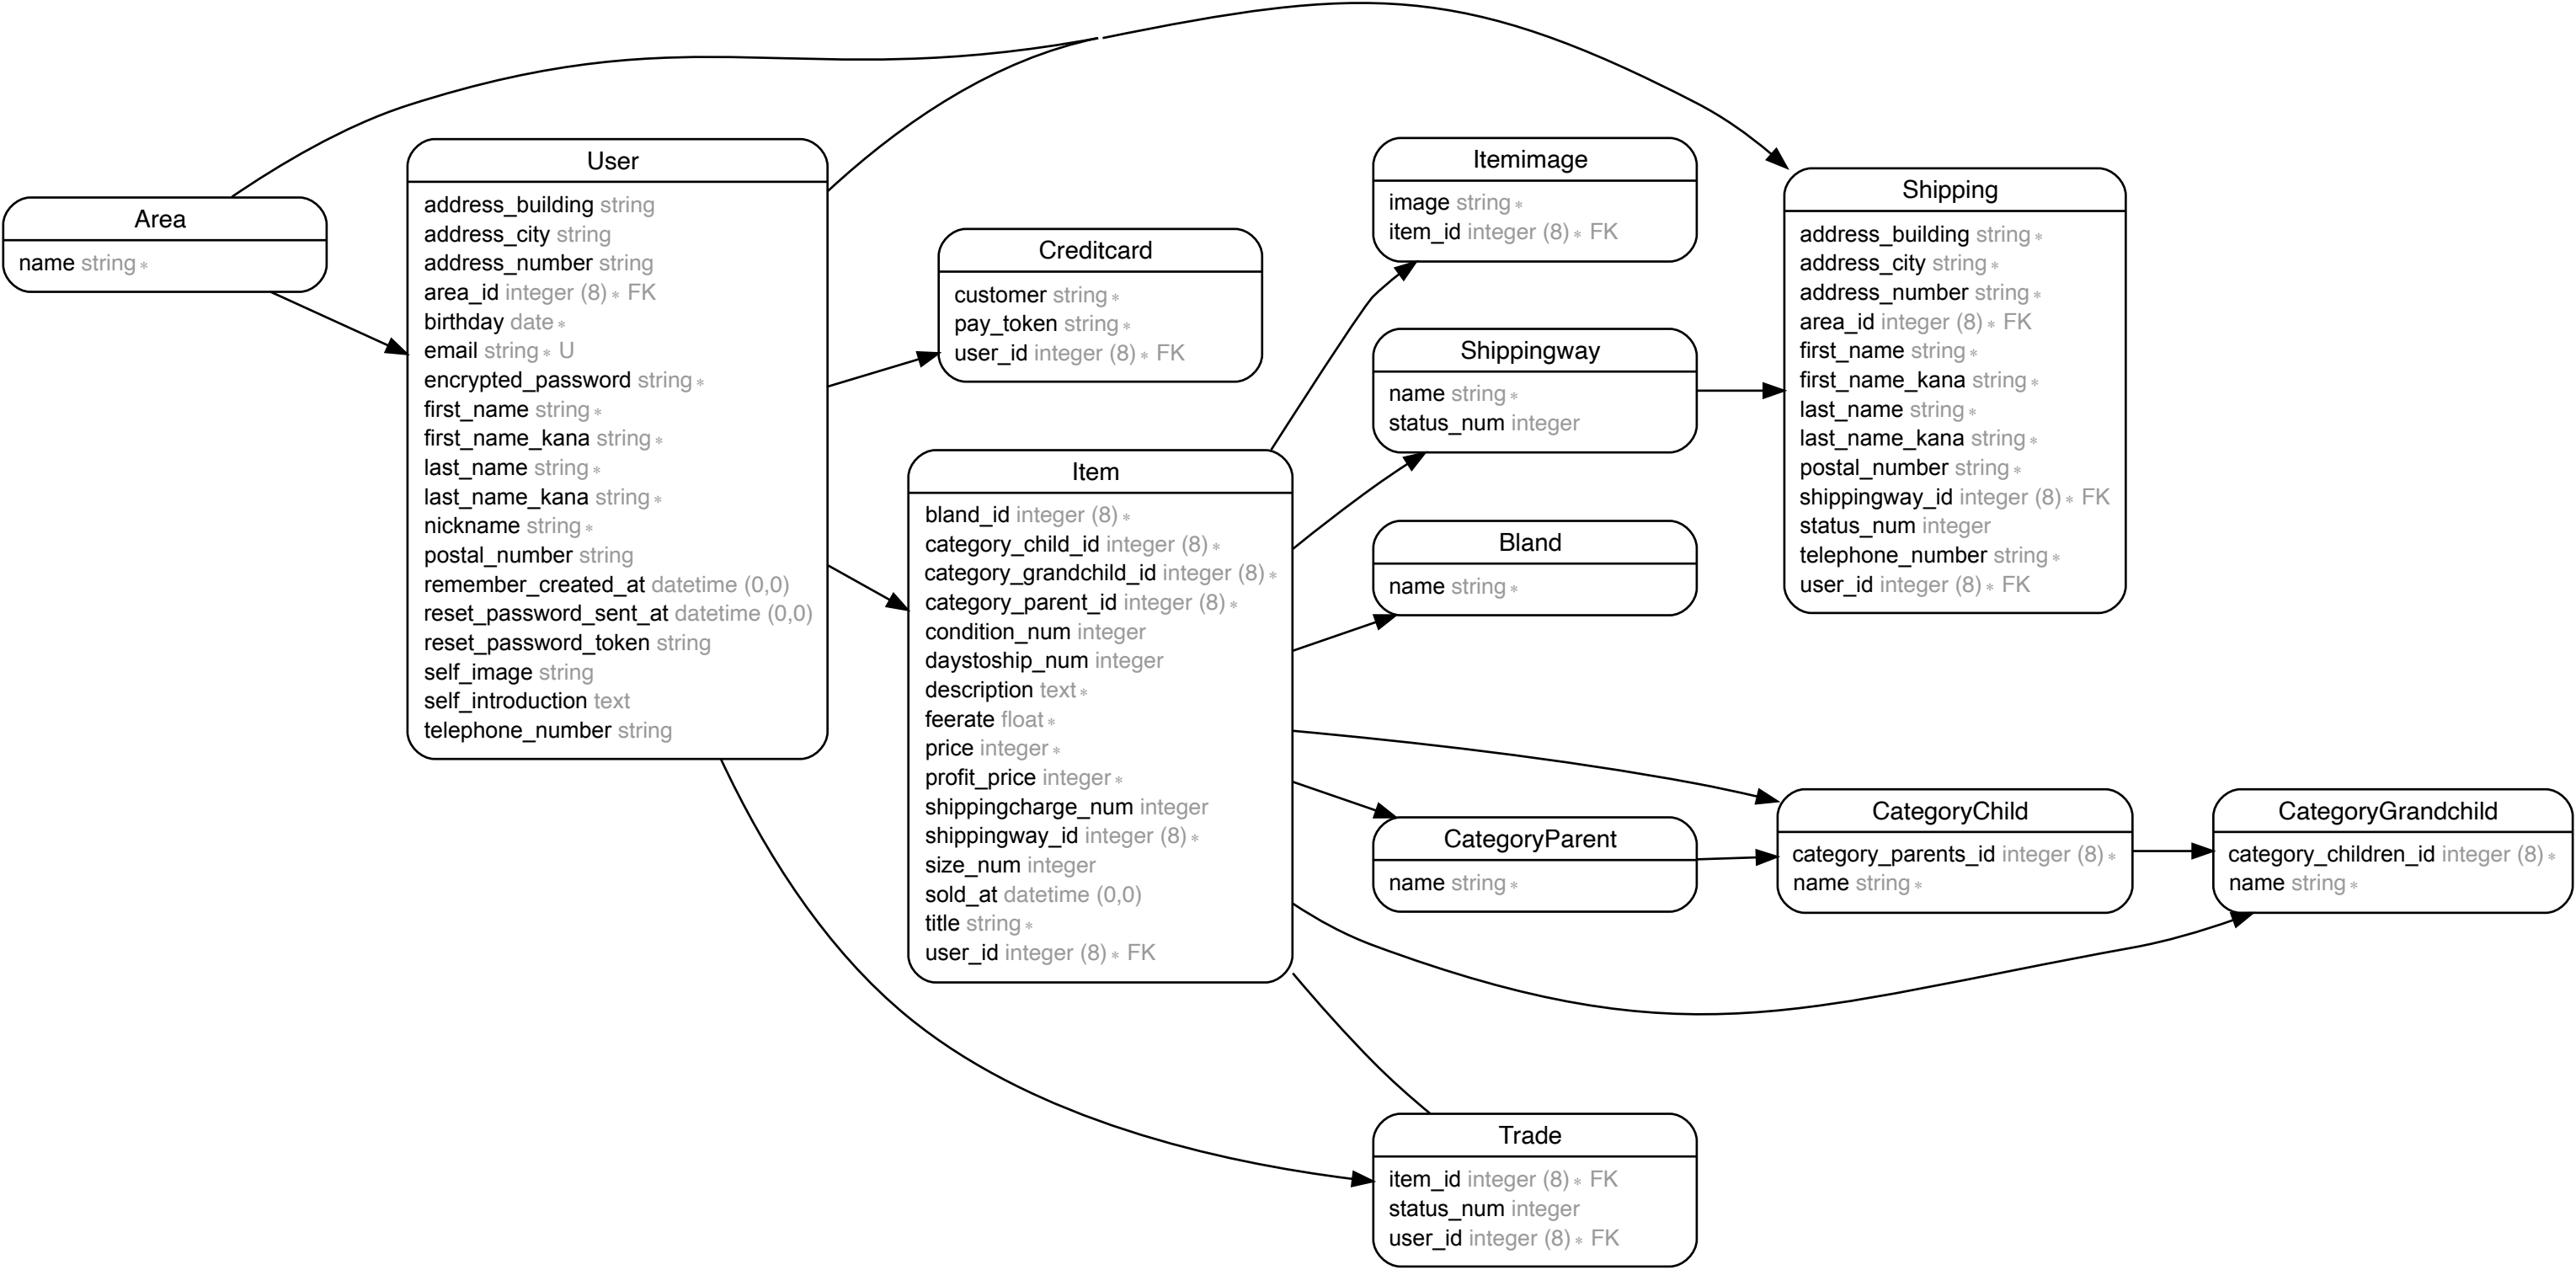 Area
name string ∗
User
address_building string
address_city string
address_number string
area_id integer (8) ∗ FK
birthday date ∗
email string ∗ U
encrypted_password string ∗
first_name string ∗
first_name_kana string ∗
last_name string ∗
last_name_kana string ∗
nickname string ∗
postal_number string
remember_created_at datetime (0,0)
reset_password_sent_at datetime (0,0)
reset_password_token string
self_image string
self_introduction text
telephone_number string
Creditcard
customer string ∗
pay_token string ∗
user_id integer (8) ∗ FK
Item
bland_id integer (8) ∗
category_child_id integer (8) ∗
category_grandchild_id integer (8) ∗
category_parent_id integer (8) ∗
condition_num integer
daystoship_num integer
description text ∗
feerate float ∗
price integer ∗
profit_price integer ∗
shippingcharge_num integer
shippingway_id integer (8) ∗
size_num integer
sold_at datetime (0,0)
title string ∗
user_id integer (8) ∗ FK
Itemimage
image string ∗
item_id integer (8) ∗ FK
Shippingway
name string ∗
status_num integer
Bland
name string ∗
CategoryParent
name string ∗
Trade
item_id integer (8) ∗ FK
status_num integer
user_id integer (8) ∗ FK
Shipping
address_building string ∗
address_city string ∗
address_number string ∗
area_id integer (8) ∗ FK
first_name string ∗
first_name_kana string ∗
last_name string ∗
last_name_kana string ∗
postal_number string ∗
shippingway_id integer (8) ∗ FK
status_num integer
telephone_number string ∗
user_id integer (8) ∗ FK
CategoryChild
category_parents_id integer (8) ∗
name string ∗
CategoryGrandchild
category_children_id integer (8) ∗
name string ∗